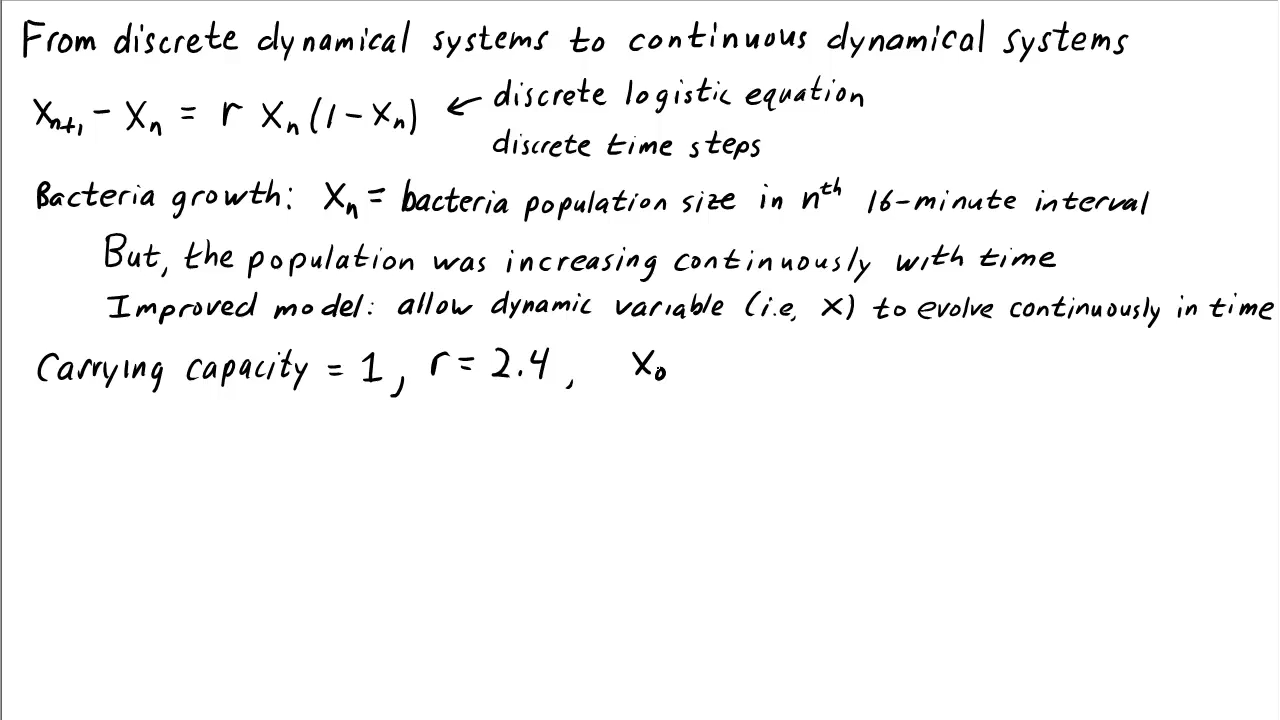 From discrete dynamical systems to continuous dynamical systems
xₙ₊₁ - xₙ = r xₙ(1-xₙ) ← discrete logistic equation
discrete time steps
Bacteria growth: xₙ = bacteria population size in nᵗʰ 16-minute interval
But, the population was increasing continuously with time
Improved model: allow dynamic variable (i.e, x) to evolve continuously in time
Carrying capacity = 1, r = 2.4, x₀